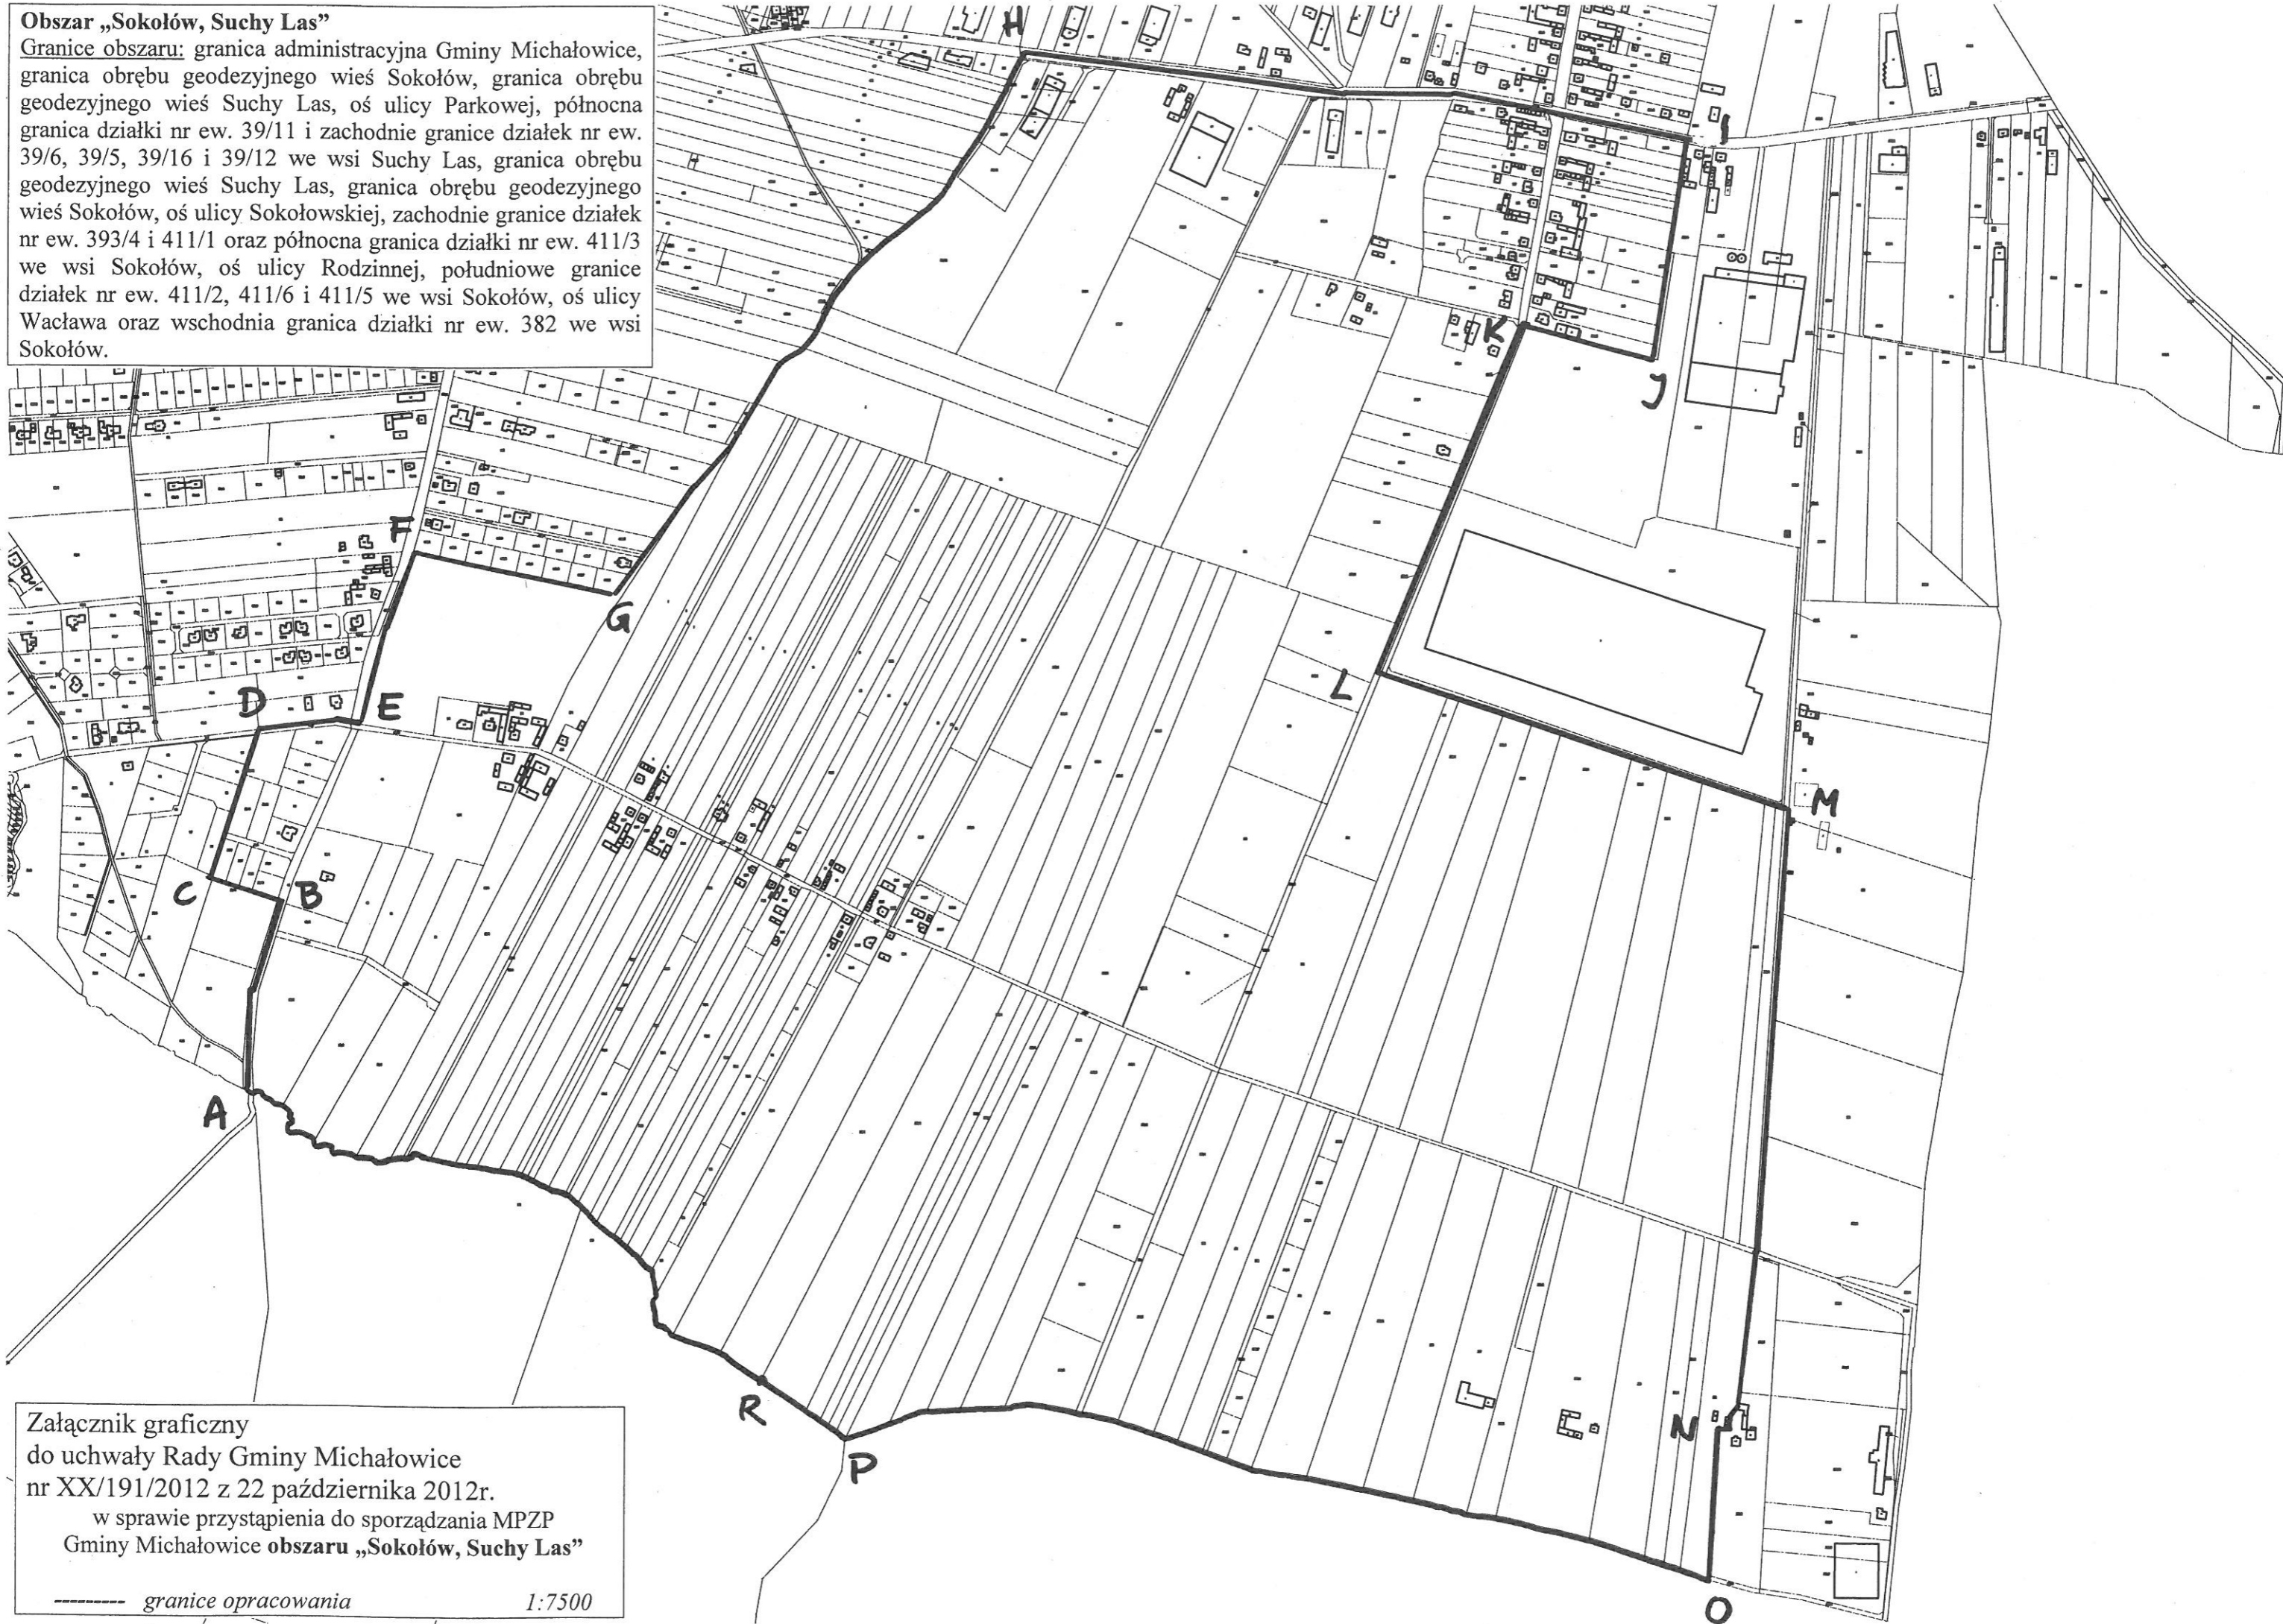 Obszar „Sokołów, Suchy Las”
Granice obszaru: granica administracyjna Gminy Michałowice,
granica obrębu geodezyjnego wieś Sokołów, granica obrębu
geodezyjnego wieś Suchy Las, oś ulicy Parkowej, północna
granica działki nr ew. 39/11 i zachodnie granice działek nr ew.
39/6, 39/5, 39/16 i 39/12 we wsi Suchy Las, granica obrębu
geodezyjnego wieś Suchy Las, granica obrębu geodezyjnego
wieś Sokołów, oś ulicy Sokołowskiej, zachodnie granice działek
nr ew. 393/4 i 411/1 oraz północna granica działki nr ew. 411/3
we wsi Sokołów, oś ulicy Rodzinnej, południowe granice
działek nr ew. 411/2, 411/6 i 411/5 we wsi Sokołów, oś ulicy
Wacława oraz wschodnia granica działki nr ew. 382 we wsi
Sokołów.
H
I
K
J
F
G
D
E
L
M
C
B
A
R
P
N
O
Załącznik graficzny
do uchwały Rady Gminy Michałowice
nr XX/191/2012 z 22 października 2012r.
w sprawie przystąpienia do sporządzania MPZP
Gminy Michałowice obszaru „Sokołów, Suchy Las”
--------- granice opracowania 1:7500